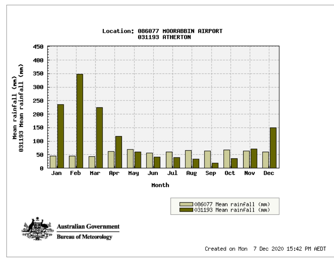 Location: 086077 MOORABBIN AIRPORT
031193 ATHERTON
Mean rainfall (mm)
031193 Mean rainfall (mm)
450
400
350
300
250
200
150
100
50
0
Jan Feb Mar Apr May Jun Jul Aug Sep Oct Nov Dec
Month
086077 Mean rainfall (mm)
031193 Mean rainfall (mm)
Australian Government
Bureau of Meteorology
Created on Mon 7 Dec 2020 15:42 PM AEDT